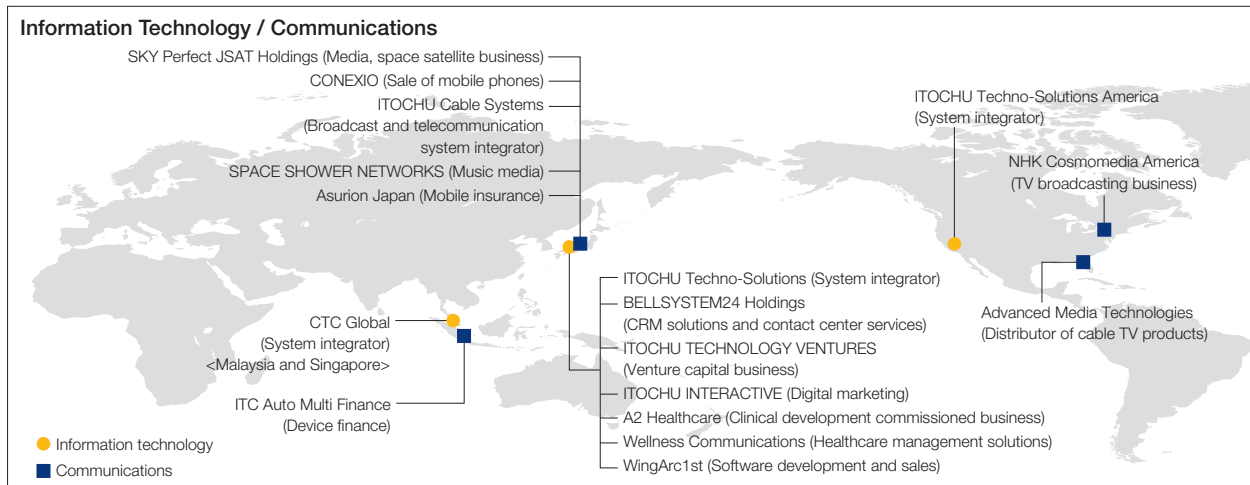 Information Technology / Communications
SKY Perfect JSAT Holdings (Media, space satellite business)
CONEXIO (Sale of mobile phones)
ITOCHU Cable Systems
(Broadcast and telecommunication
system integrator)
SPACE SHOWER NETWORKS (Music media)
Asurion Japan (Mobile insurance)
ITOCHU Techno-Solutions America
(System integrator)
NHK Cosmomedia America
(TV broadcasting business)
Advanced Media Technologies
(Distributor of cable TV products)
ITOCHU Techno-Solutions (System integrator)
BELLSYSTEM24 Holdings
(CRM solutions and contact center services)
ITOCHU TECHNOLOGY VENTURES
(Venture capital business)
ITOCHU INTERACTIVE (Digital marketing)
A2 Healthcare (Clinical development commissioned business)
Wellness Communications (Healthcare management solutions)
WingArc1st (Software development and sales)
CTC Global
(System integrator)
<Malaysia and Singapore>
ITC Auto Multi Finance
(Device finance)
Information technology
Communications